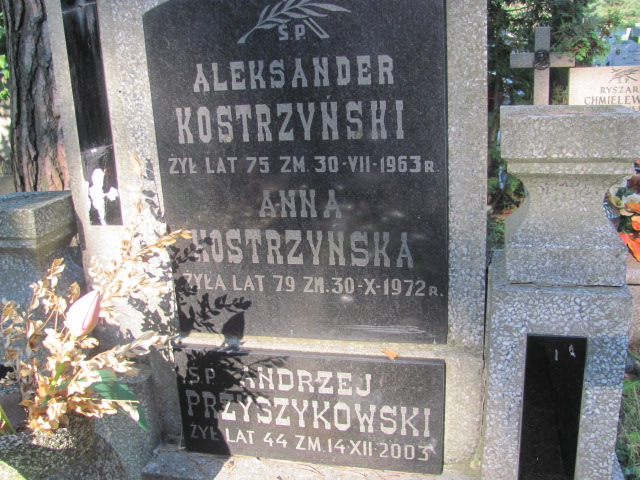 Ś.P.
ALEKSANDER
KOSTRZYŃSKI
ŻYŁ LAT 75 ZM. 30-VII-1963 R.
ANNA
KOSTRZYŃSKA
ŻYŁA LAT 79 ZM. 30-X-1972 R.
Ś.P. ANDRZEJ
PRZYSZYKOWSKI
ŻYŁ LAT 44 ZM. 14 XII 2003
RYSZAR
CHMIELEW